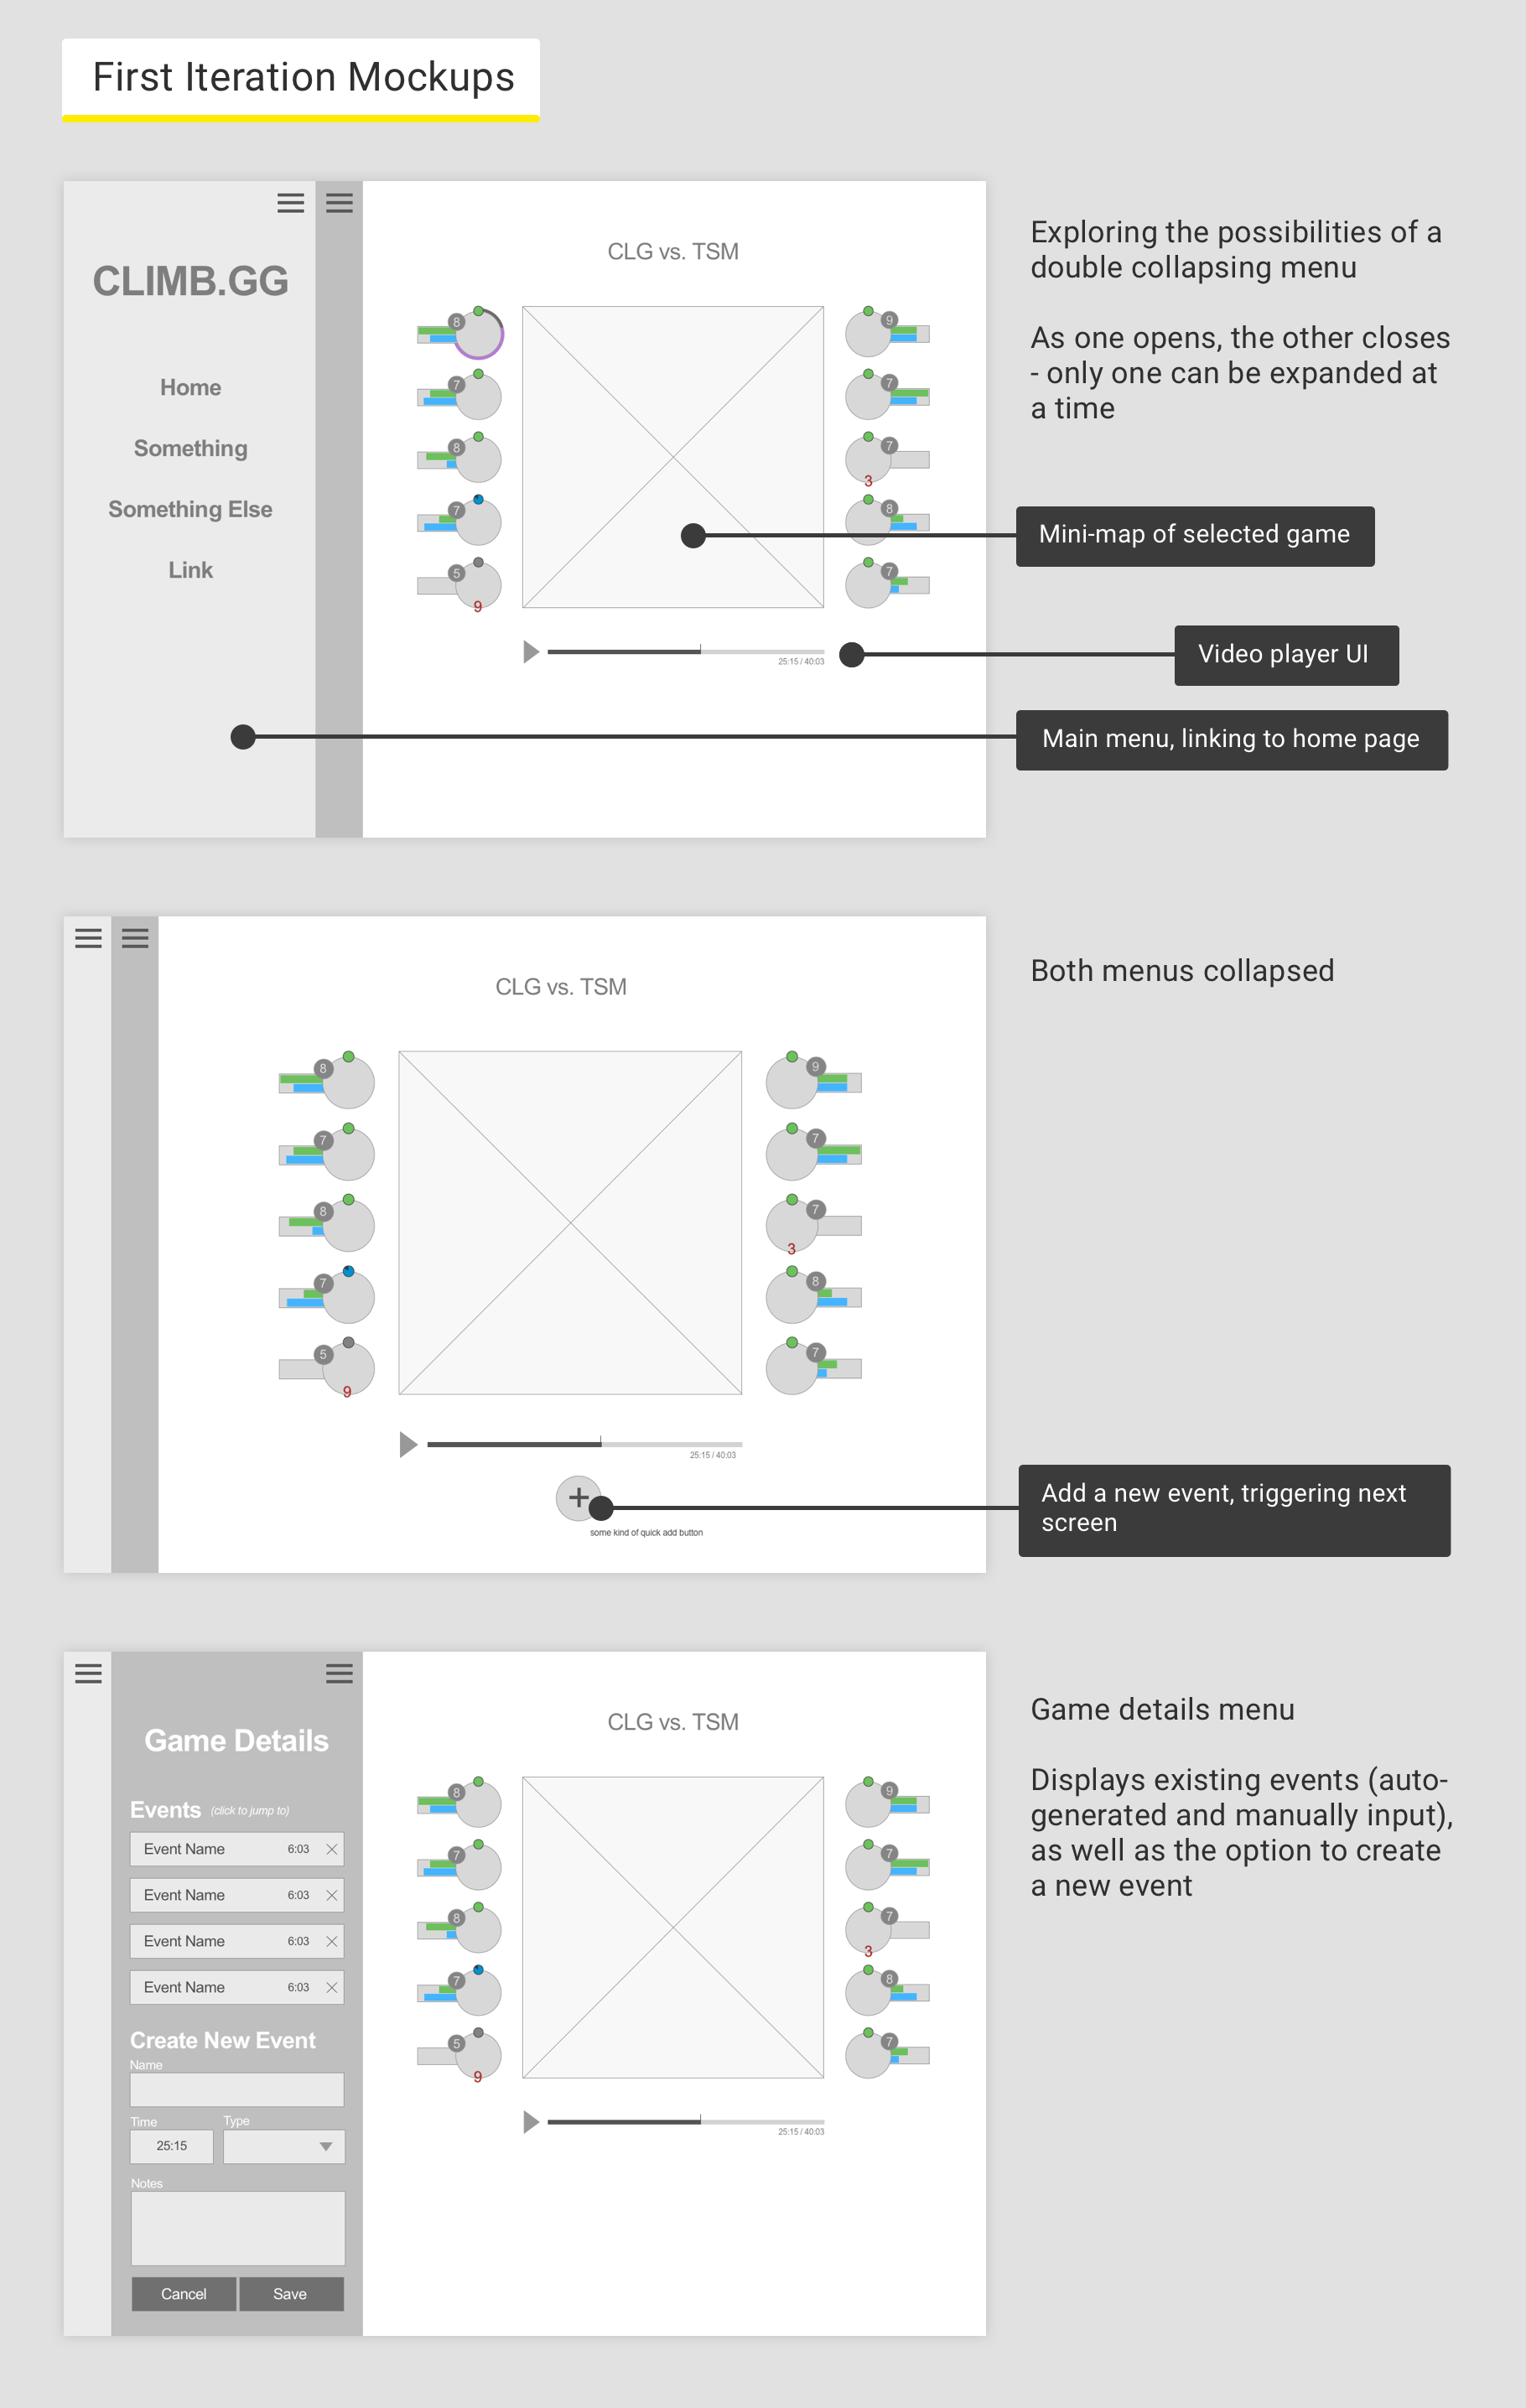 First Iteration Mockups
CLIMB.GG
Home
Something
Something Else
Link
CLG vs. TSM
8
7
8
7
5
9
9
7
7
3
8
7
25:15 / 40:03
Exploring the possibilities of a
double collapsing menu
As one opens, the other closes
- only one can be expanded at
a time
Mini-map of selected game
Video player UI
Main menu, linking to home page
CLG vs. TSM
8
7
8
7
5
9
9
7
7
3
8
7
25:15 / 40:03
some kind of quick add button
Both menus collapsed
Add a new event, triggering next
screen
Game Details
Events (click to jump to)
Event Name 6:03
Event Name 6:03
Event Name 6:03
Event Name 6:03
Create New Event
Name
Time Type
25:15
Notes
Cancel Save
CLG vs. TSM
8
7
8
7
5
9
9
7
7
3
8
7
25:15 / 40:03
Game details menu
Displays existing events (auto-
generated and manually input),
as well as the option to create
a new event